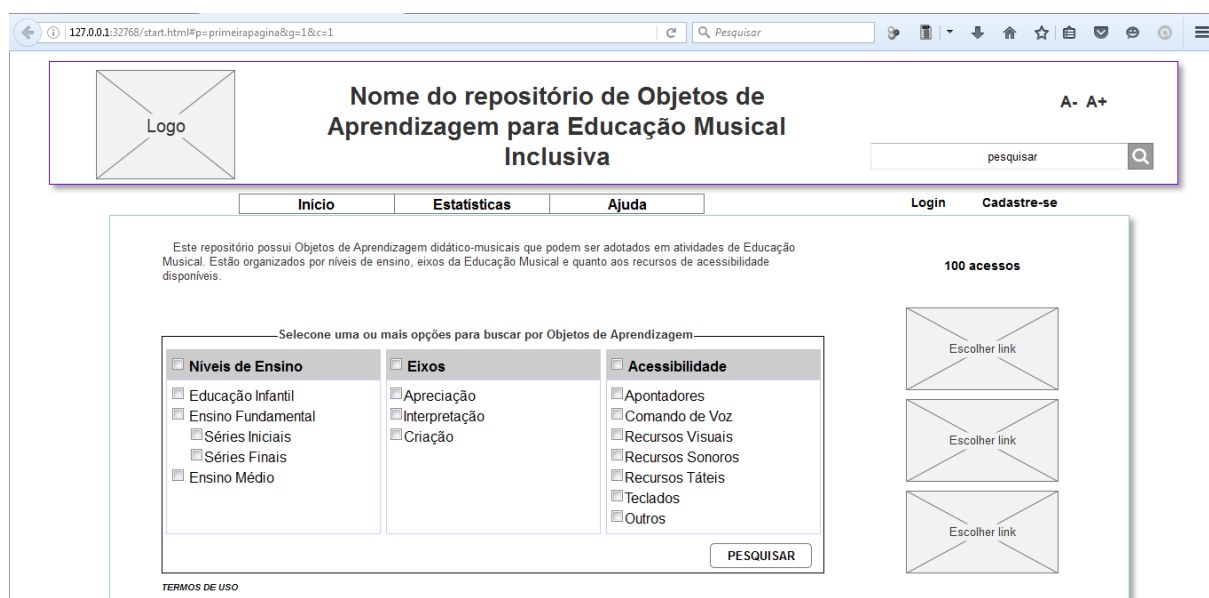 127.0.0.1:32768/start.html#p=primeirapagina&g=1&c=1
Pesquisar
Logo
Nome do repositório de Objetos de
Aprendizagem para Educação Musical
Inclusiva
A- A+
pesquisar
Inicio
Estatísticas
Ajuda
Login
Cadastre-se
Este repositório possui Objetos de Aprendizagem didático-musicais que podem ser adotados em atividades de Educação
Musical. Estão organizados por níveis de ensino, eixos da Educação Musical e quanto aos recursos de acessibilidade
disponíveis.
100 acessos
Selecone uma ou mais opções para buscar por Objetos de Aprendizagem
Níveis de Ensino
Educação Infantil
Ensino Fundamental
Séries Iniciais
Séries Finais
Ensino Médio
Eixos
Apreciação
Interpretação
Criação
Acessibilidade
Apontadores
Comando de Voz
Recursos Visuais
Recursos Sonoros
Recursos Táteis
Teclados
Outros
PESQUISAR
Escolher link
Escolher link
Escolher link
TERMOS DE USO